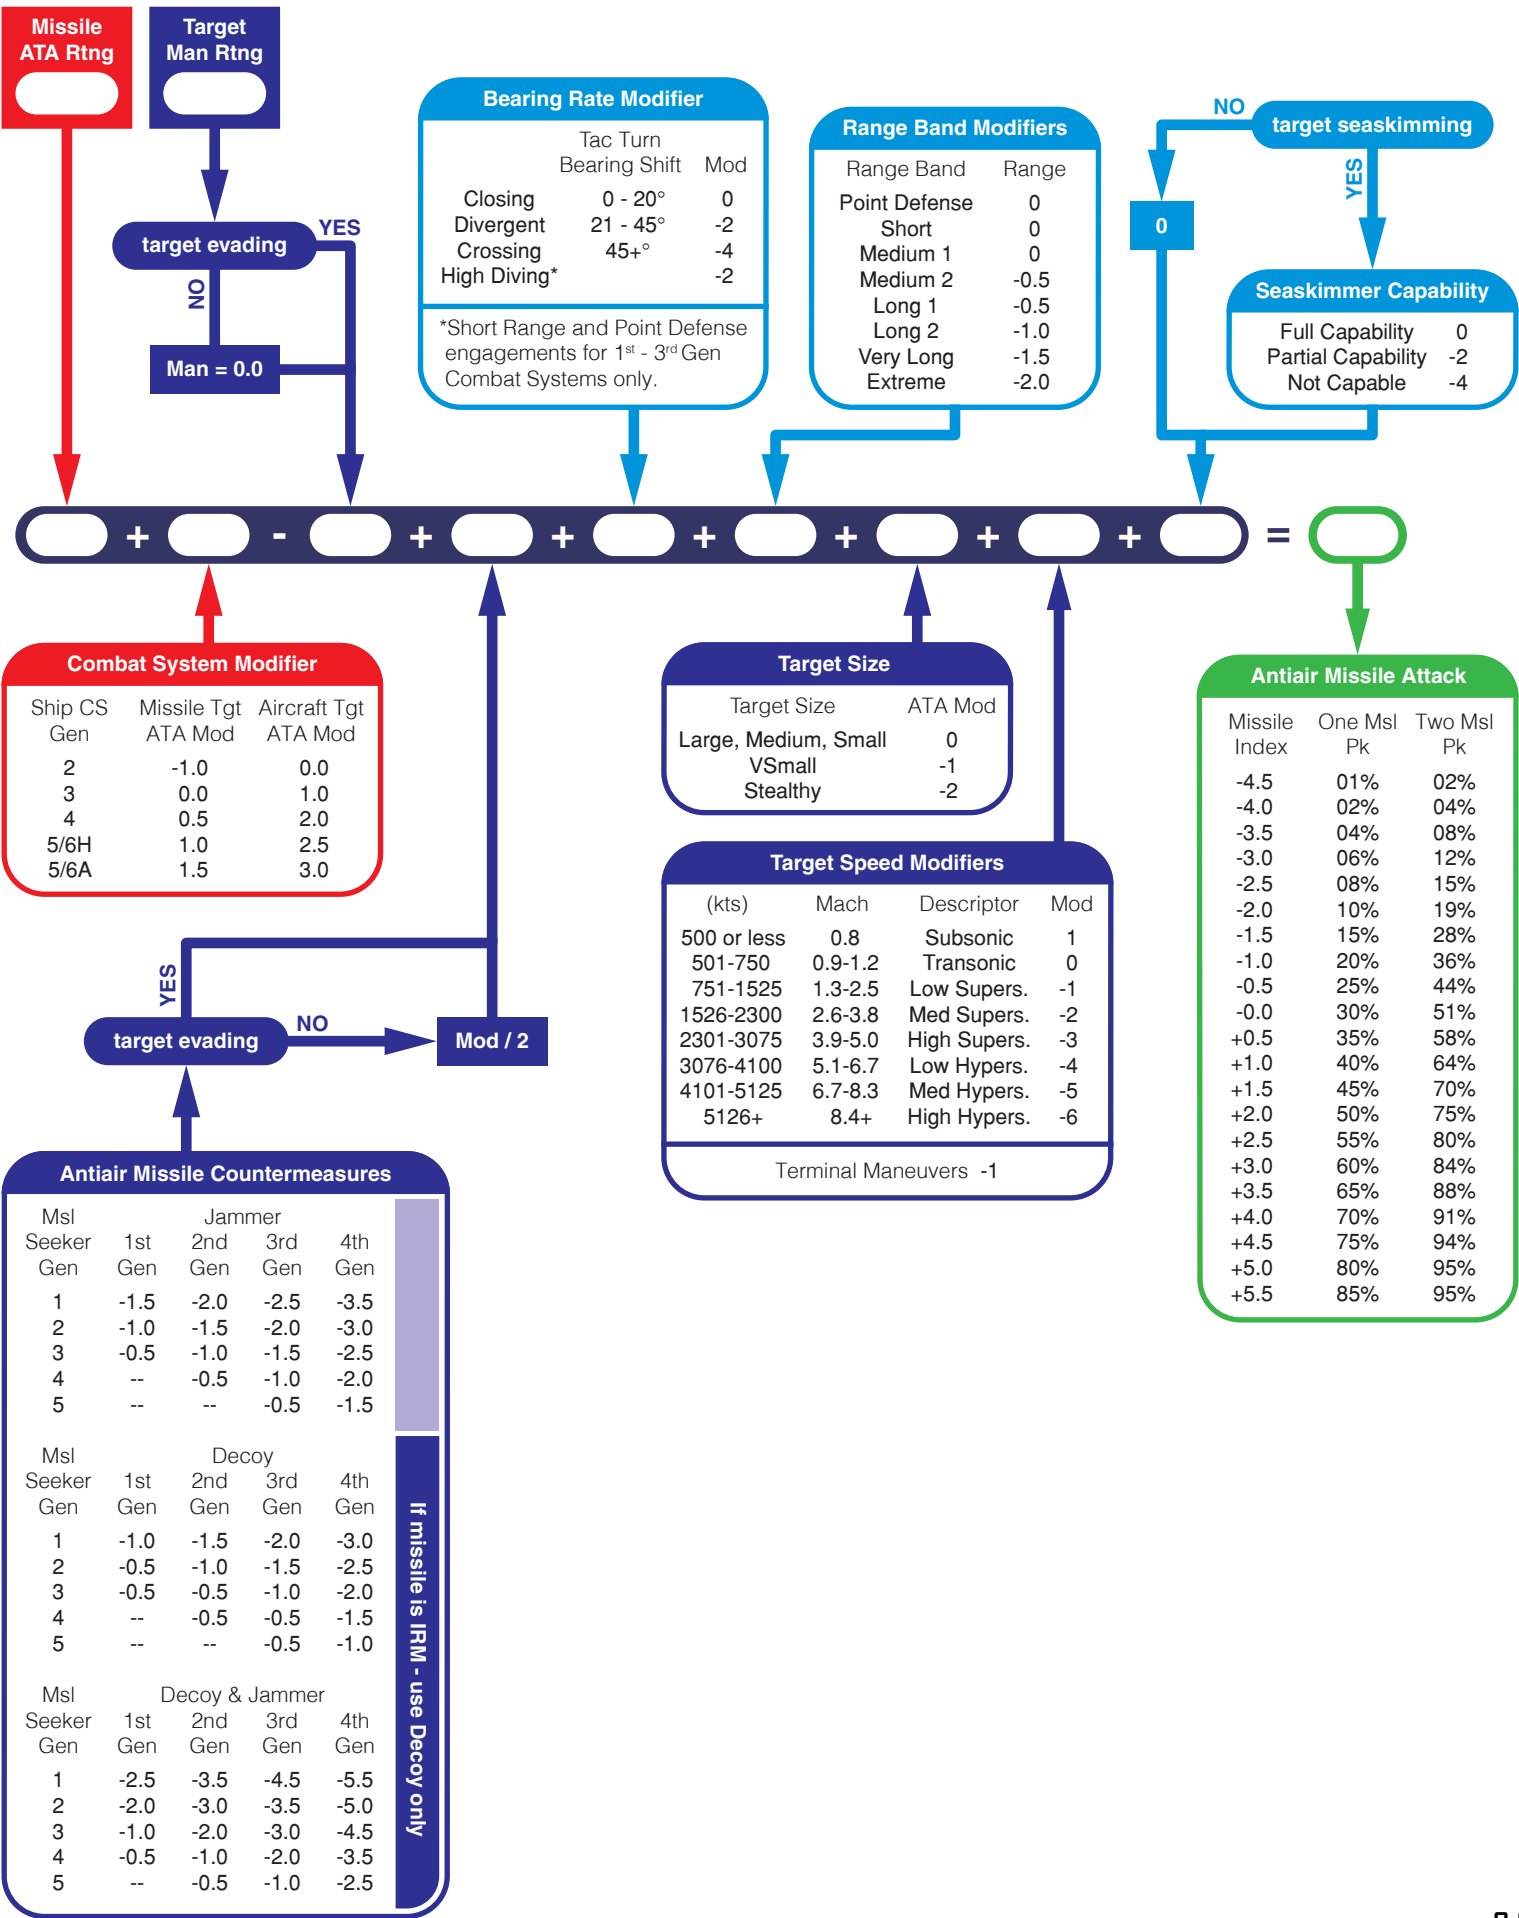 Missile
ATA Rtng
Target
Man Rtng
target evading
YES
NO
Man = 0.0
Bearing Rate Modifier
Tac Turn
Bearing Shift Mod
Closing 0 - 20° 0
Divergent 21 - 45° -2
Crossing 45+° -4
High Diving* -2
*Short Range and Point Defense
engagements for 1st - 3rd Gen
Combat Systems only.
Range Band Modifiers
Range Band Range
Point Defense 0
Short 0
Medium 1 0
Medium 2 -0.5
Long 1 -0.5
Long 2 -1.0
Very Long -1.5
Extreme -2.0
NO
target seaskimming
YES
0
Seaskimmer Capability
Full Capability 0
Partial Capability -2
Not Capable -4
+ - + + + + + + =
Combat System Modifier
Ship CS Missile Tgt Aircraft Tgt
Gen ATA Mod ATA Mod
2 -1.0 0.0
3 0.0 1.0
4 0.5 2.0
5/6H 1.0 2.5
5/6A 1.5 3.0
YES
target evading
NO
Mod / 2
Target Size
Target Size ATA Mod
Large, Medium, Small 0
VSmall -1
Stealthy -2
Target Speed Modifiers
(kts) Mach Descriptor Mod
500 or less 0.8 Subsonic 1
501-750 0.9-1.2 Transonic 0
751-1525 1.3-2.5 Low Supers. -1
1526-2300 2.6-3.8 Med Supers. -2
2301-3075 3.9-5.0 High Supers. -3
3076-4100 5.1-6.7 Low Hypers. -4
4101-5125 6.7-8.3 Med Hypers. -5
5126+ 8.4+ High Hypers. -6
Terminal Maneuvers -1
Antiair Missile Attack
Missile One Msl Two Msl
Index Pk Pk
-4.5 01% 02%
-4.0 02% 04%
-3.5 04% 08%
-3.0 06% 12%
-2.5 08% 15%
-2.0 10% 19%
-1.5 15% 28%
-1.0 20% 36%
-0.5 25% 44%
-0.0 30% 51%
+0.5 35% 58%
+1.0 40% 64%
+1.5 45% 70%
+2.0 50% 75%
+2.5 55% 80%
+3.0 60% 84%
+3.5 65% 88%
+4.0 70% 91%
+4.5 75% 94%
+5.0 80% 95%
+5.5 85% 95%
Antiair Missile Countermeasures
Msl Jammer
Seeker 1st 2nd 3rd 4th
Gen Gen Gen Gen Gen
1 -1.5 -2.0 -2.5 -3.5
2 -1.0 -1.5 -2.0 -3.0
3 -0.5 -1.0 -1.5 -2.5
4 -- -0.5 -1.0 -2.0
5 -- -- -0.5 -1.5
Msl Decoy
Seeker 1st 2nd 3rd 4th
Gen Gen Gen Gen Gen
1 -1.0 -1.5 -2.0 -3.0
2 -0.5 -1.0 -1.5 -2.5
3 -0.5 -0.5 -1.0 -2.0
4 -- -0.5 -0.5 -1.5
5 -- -- -0.5 -1.0
Msl Decoy & Jammer
Seeker 1st 2nd 3rd 4th
Gen Gen Gen Gen Gen
1 -2.5 -3.5 -4.5 -5.5
2 -2.0 -3.0 -3.5 -5.0
3 -1.0 -2.0 -3.0 -4.5
4 -0.5 -1.0 -2.0 -3.5
5 -- -0.5 -1.0 -2.5
If missile is IRM - use Decoy only